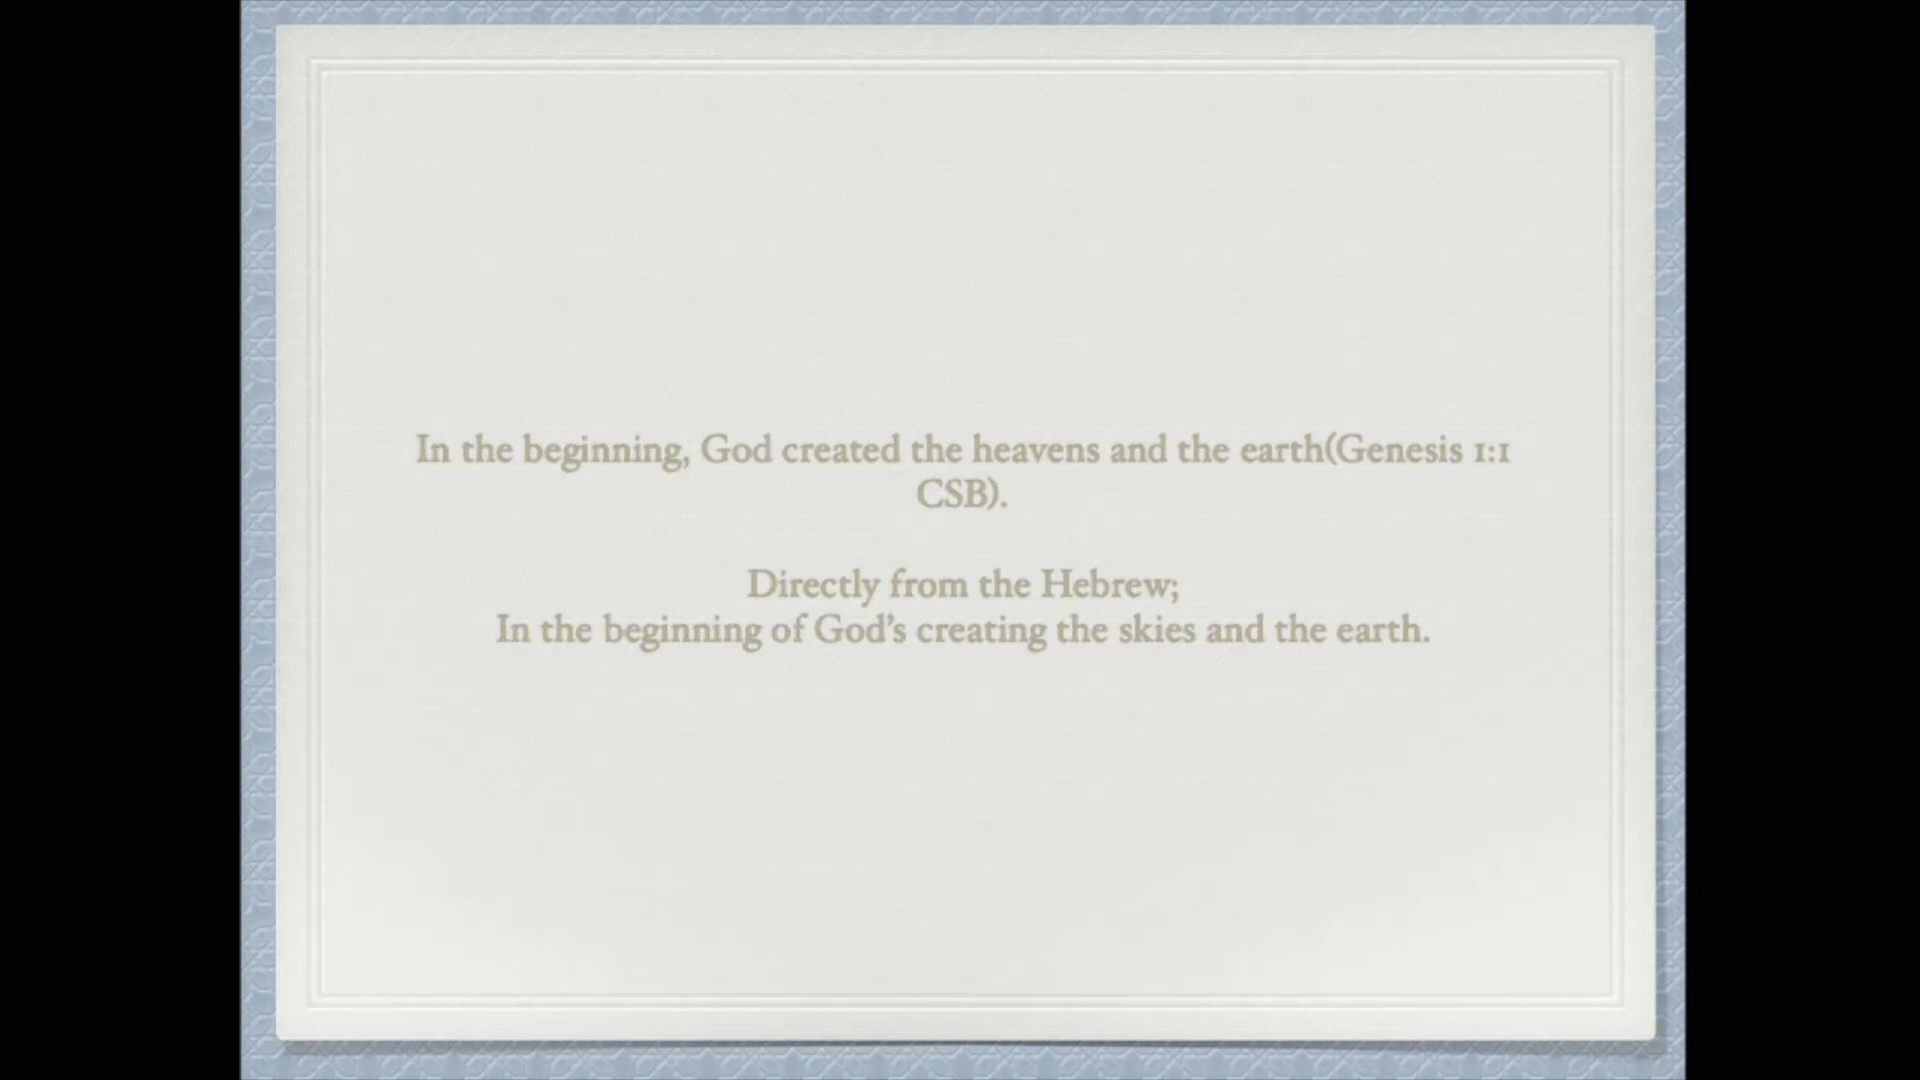 In the beginning, God created the heavens and the earth(Genesis 1:1
CSB).
Directly from the Hebrew;
In the beginning of God’s creating the skies and the earth.